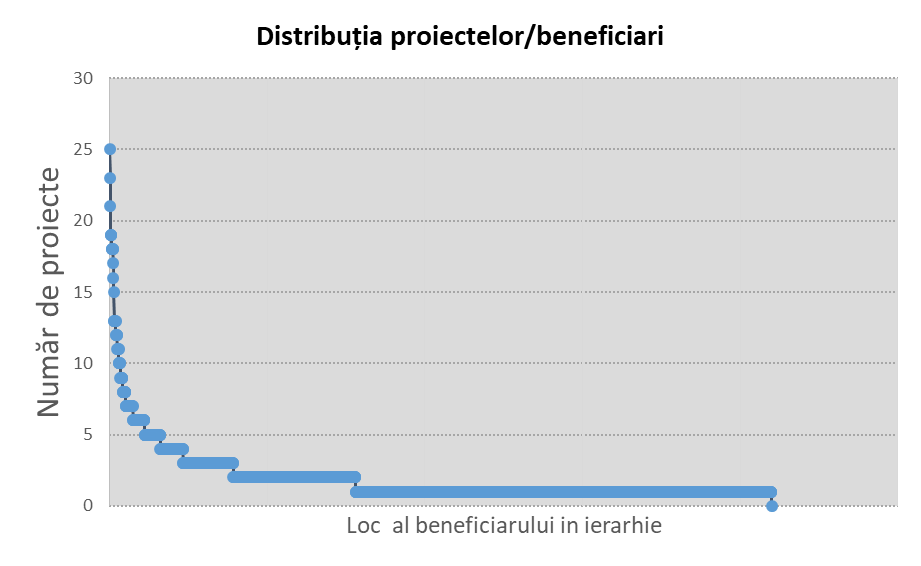 Distribuția proiectelor/beneficiari
Număr de proiecte
30
25
20
15
10
5
0
Loc al beneficiarului in ierarhie